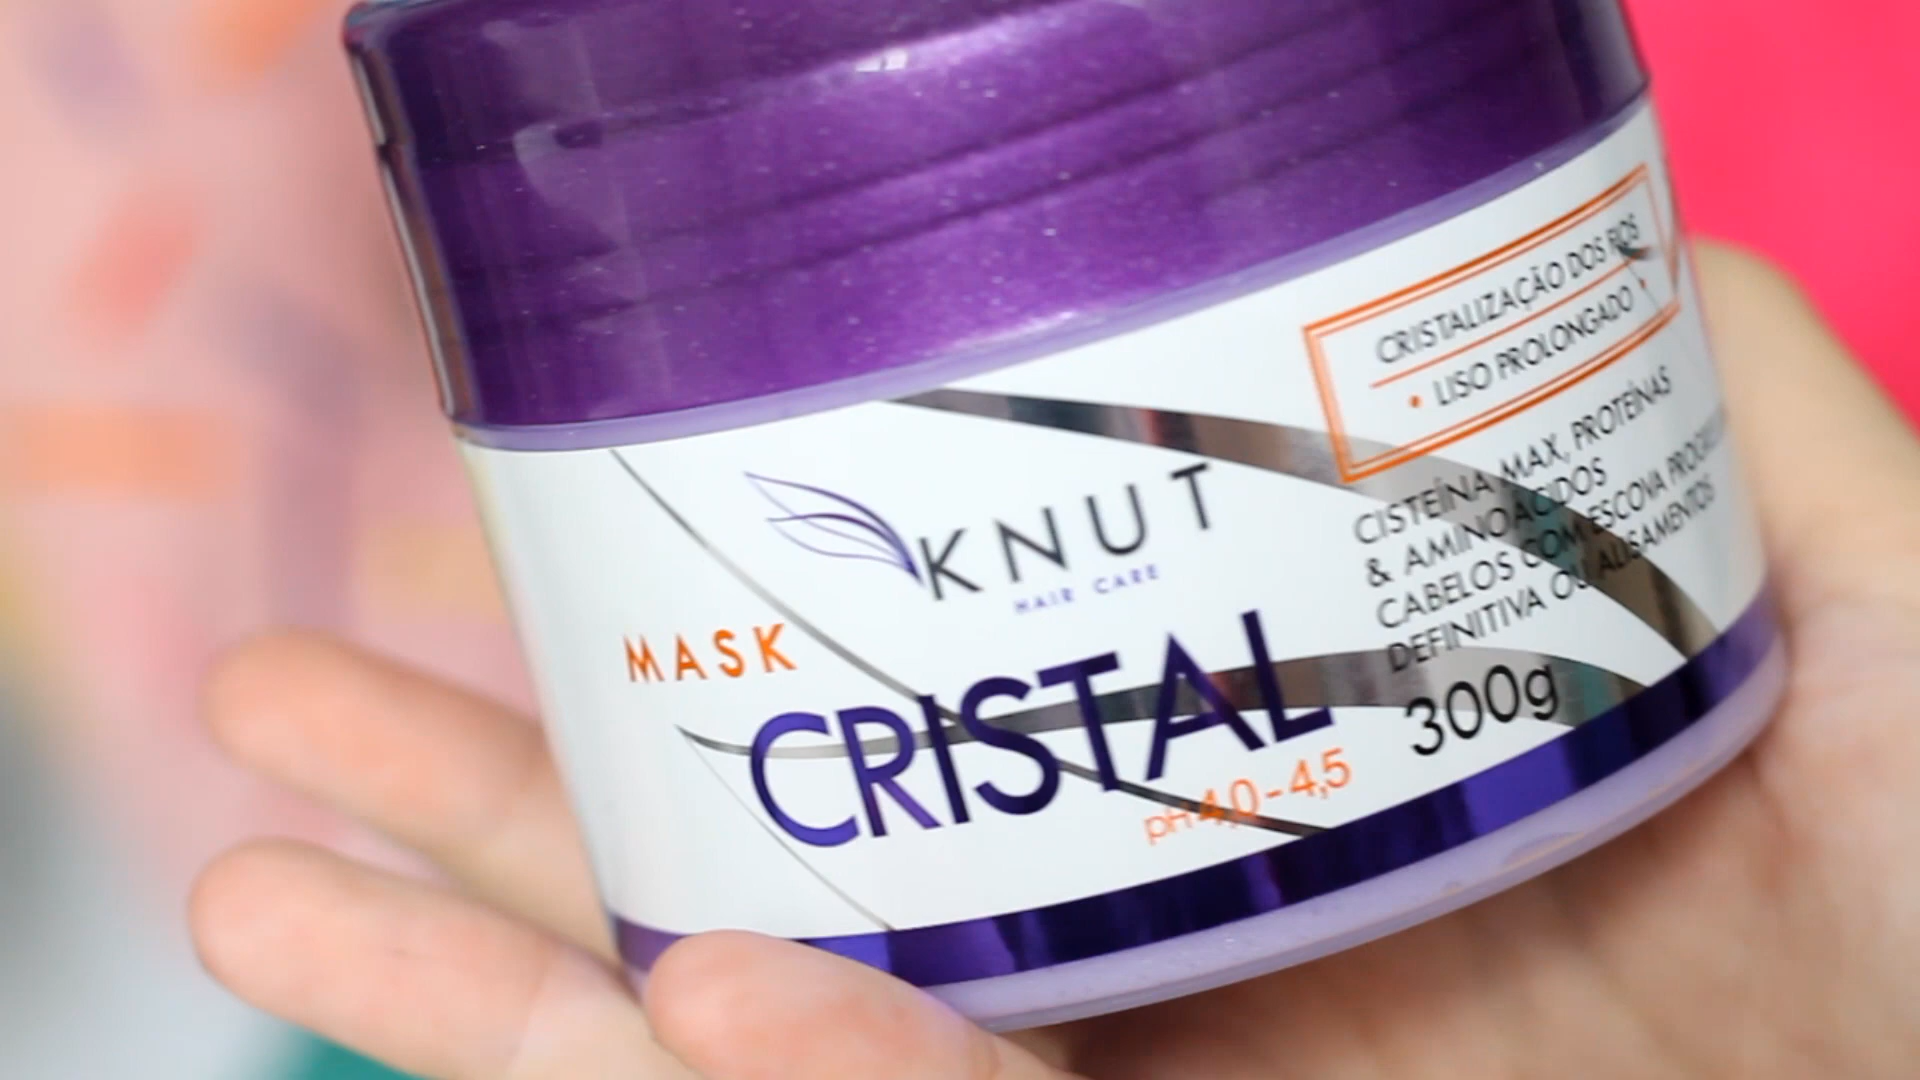 KNUT
HAIR CARE
MASK
CRISTAL
pH 4,0 - 4,5
CRISTALIZAÇÃO DOS FIOS
• LISO PROLONGADO •
CISTEÍNA MAX, PROTEÍNAS
& AMINOÁCIDOS
CABELOS COM ESCOVA
DEFINITIVA OU ALISAMENTOS
300g